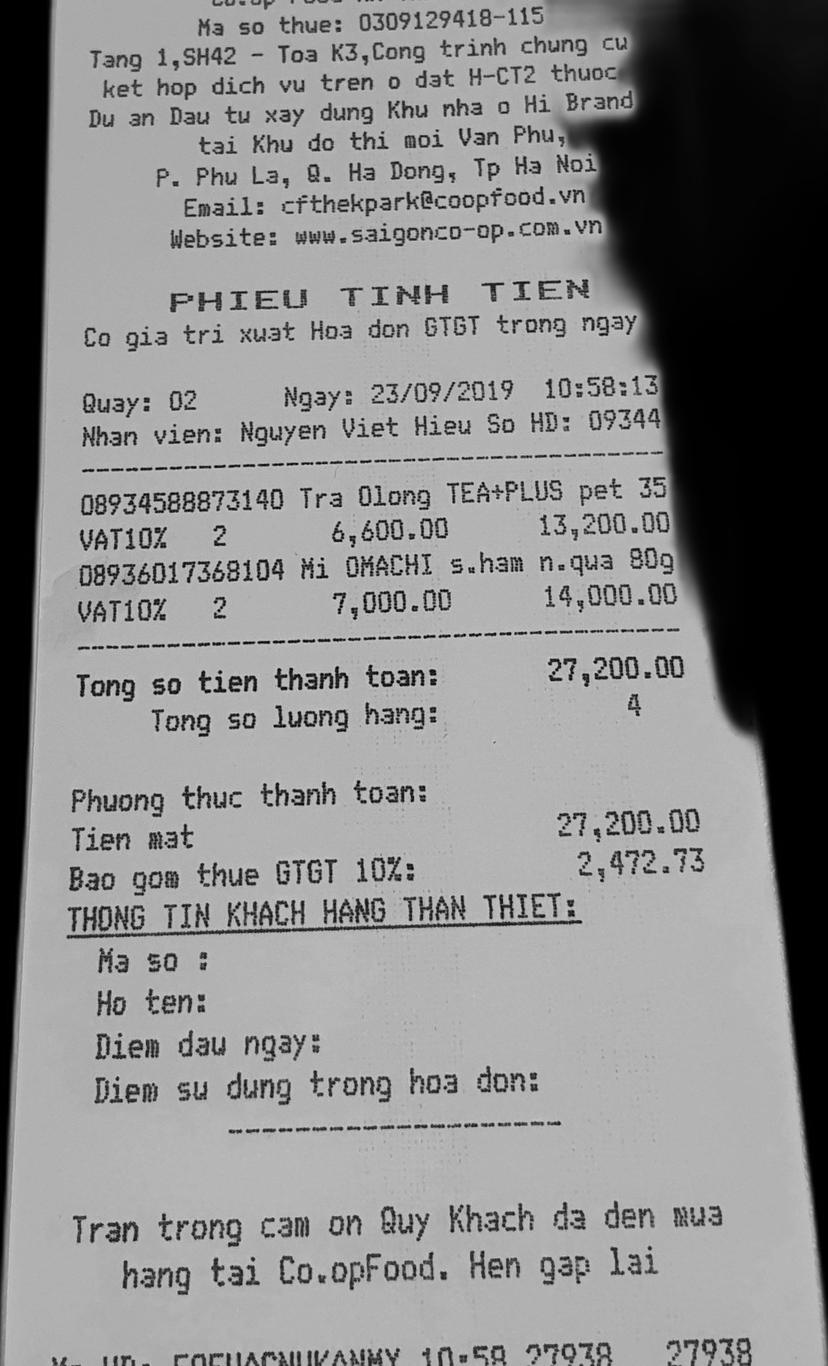 Ma so thue: 0309129418-115
Tang 1,SH42 - Toa K3,Cong trinh chung cu
ket hop dich vu tren o dat H-CT2 thuoc
Du an Dau tu xay dung Khu nha o Hi Brand
tai Khu do thi moi Van Phu,
P. Phu La, Q. Ha Dong, Tp Ha Noi
Email: cfthekpark@coopfood.vn
Website: www.saigonco-op.com.vn
PHIEU TINH TIEN
Co gia tri xuat Hoa don GTGT trong ngay
Quay: 02 Ngay: 23/09/2019 10:58:13
Nhan vien: Nguyen Viet Hieu So HD: 09344
08934588873140 Tra Olong TEA+PLUS pet 35
VAT10% 2 6,600.00 13,200.00
08936017368104 Mi OMACHI s.ham n.qua 80g
VAT10% 2 7,000.00 14,000.00
Tong so tien thanh toan: 27,200.00
Tong so luong hang: 4
Phuong thuc thanh toan:
Tien mat 27,200.00
Bao gom thue GTGT 10%: 2,472.73
THONG TIN KHACH HANG THAN THIET:
Ma so :
Ho ten:
Diem dau ngay:
Diem su dung trong hoa don:
Tran trong cam on Quy Khach da den mua
hang tai Co.opFood. Hen gap lai
10:58 27938 27938